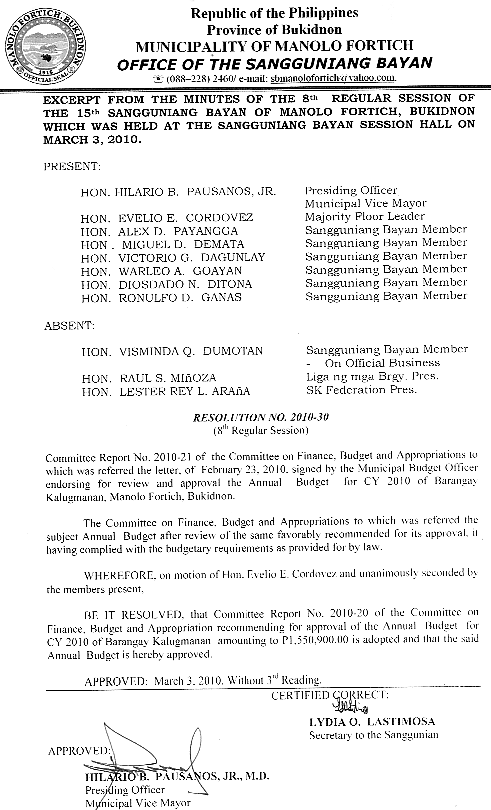 Republic of the Philippines
Province of Bukidnon
MUNICIPALITY OF MANOLO FORTICH
OFFICE OF THE SANGGUNIANG BAYAN
☏ (088–228) 2460/ e-mail: sbmanolofortich@yahoo.com.
MANOLO FORTICH, BUKIDNON
OFFICIAL SEAL
EXCERPT FROM THE MINUTES OF THE 8th REGULAR SESSION OF
THE 15th SANGGUNIANG BAYAN OF MANOLO FORTICH, BUKIDNON
WHICH WAS HELD AT THE SANGGUNIANG BAYAN SESSION HALL ON
MARCH 3, 2010.
PRESENT:
HON. HILARIO B. PAUSANOS, JR. Presiding Officer
Municipal Vice Mayor
HON. EVELIO E. CORDOVEZ Majority Floor Leader
HON. ALEX D. PAYANGGA Sangguniang Bayan Member
HON . MIGUEL D. DEMATA Sangguniang Bayan Member
HON. VICTORIO G. DAGUNLAY Sangguniang Bayan Member
HON. WARLEO A. GOAYAN Sangguniang Bayan Member
HON. DIOSDADO N. DITONA Sangguniang Bayan Member
HON. RONULFO D. GANAS Sangguniang Bayan Member
ABSENT:
HON. VISMINDA Q. DUMOTAN Sangguniang Bayan Member
- On Official Business
HON. RAUL S. MIñOZA Liga ng mga Brgy. Pres.
HON. LESTER REY L. ARAñA SK Federation Pres.
RESOLUTION NO. 2010-30
(8th Regular Session)
Committee Report No. 2010-21 of the Committee on Finance, Budget and Appropriations to
which was referred the letter, of February 23, 2010, signed by the Municipal Budget Officer
endorsing for review and approval the Annual Budget for CY 2010 of Barangay
Kalugmanan, Manolo Fortich, Bukidnon.
The Committee on Finance, Budget and Appropriations to which was referred the
subject Annual Budget after review of the same favorably recommended for its approval, it
having complied with the budgetary requirements as provided for by law.
WHEREFORE, on motion of Hon. Evelio E. Cordovez and unanimously seconded by
the members present,
BE IT RESOLVED, that Committee Report No. 2010-20 of the Committee on
Finance, Budget and Appropriation recommending for approval of the Annual Budget for
CY 2010 of Barangay Kalugmanan amounting to P1,550,900.00 is adopted and that the said
Annual Budget is hereby approved.
APPROVED: March 3, 2010. Without 3rd Reading.
CERTIFIED CORRECT:
LYDIA O. LASTIMOSA
Secretary to the Sanggunian
APPROVED:
HILARIO B. PAUSANOS, JR., M.D.
Presiding Officer
Municipal Vice Mayor